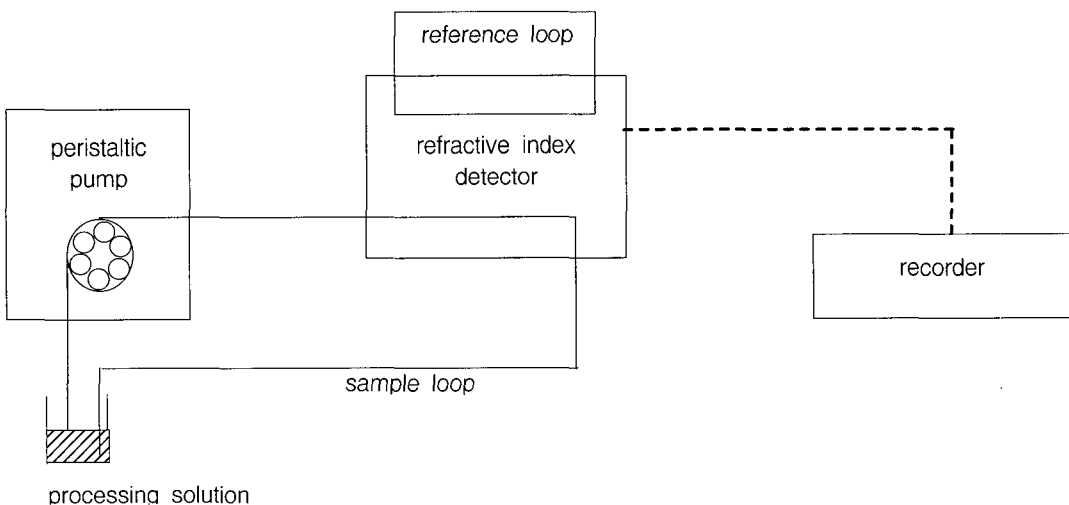 reference loop
peristaltic
pump
refractive index
detector
recorder
sample loop
processing solution